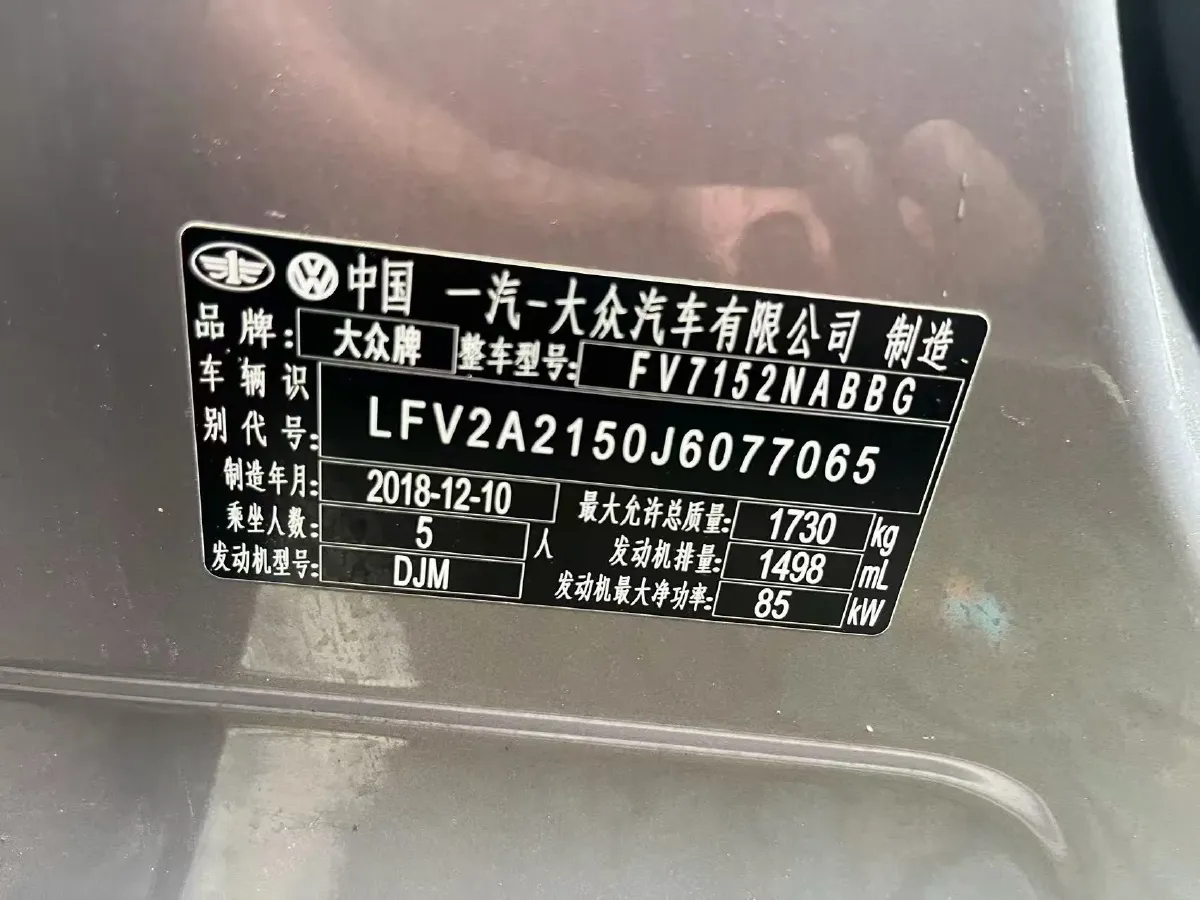 中国 一汽-大众汽车有限公司 制造
品牌: 大众牌 整车型号: FV7152NABBG
车辆识别代号: LFV2A2150J6077065
制造年月: 2018-12-10 最大允许总质量: 1730 kg
乘坐人数: 5 人 发动机排量: 1498 mL
发动机型号: DJM 发动机最大净功率: 85 kW